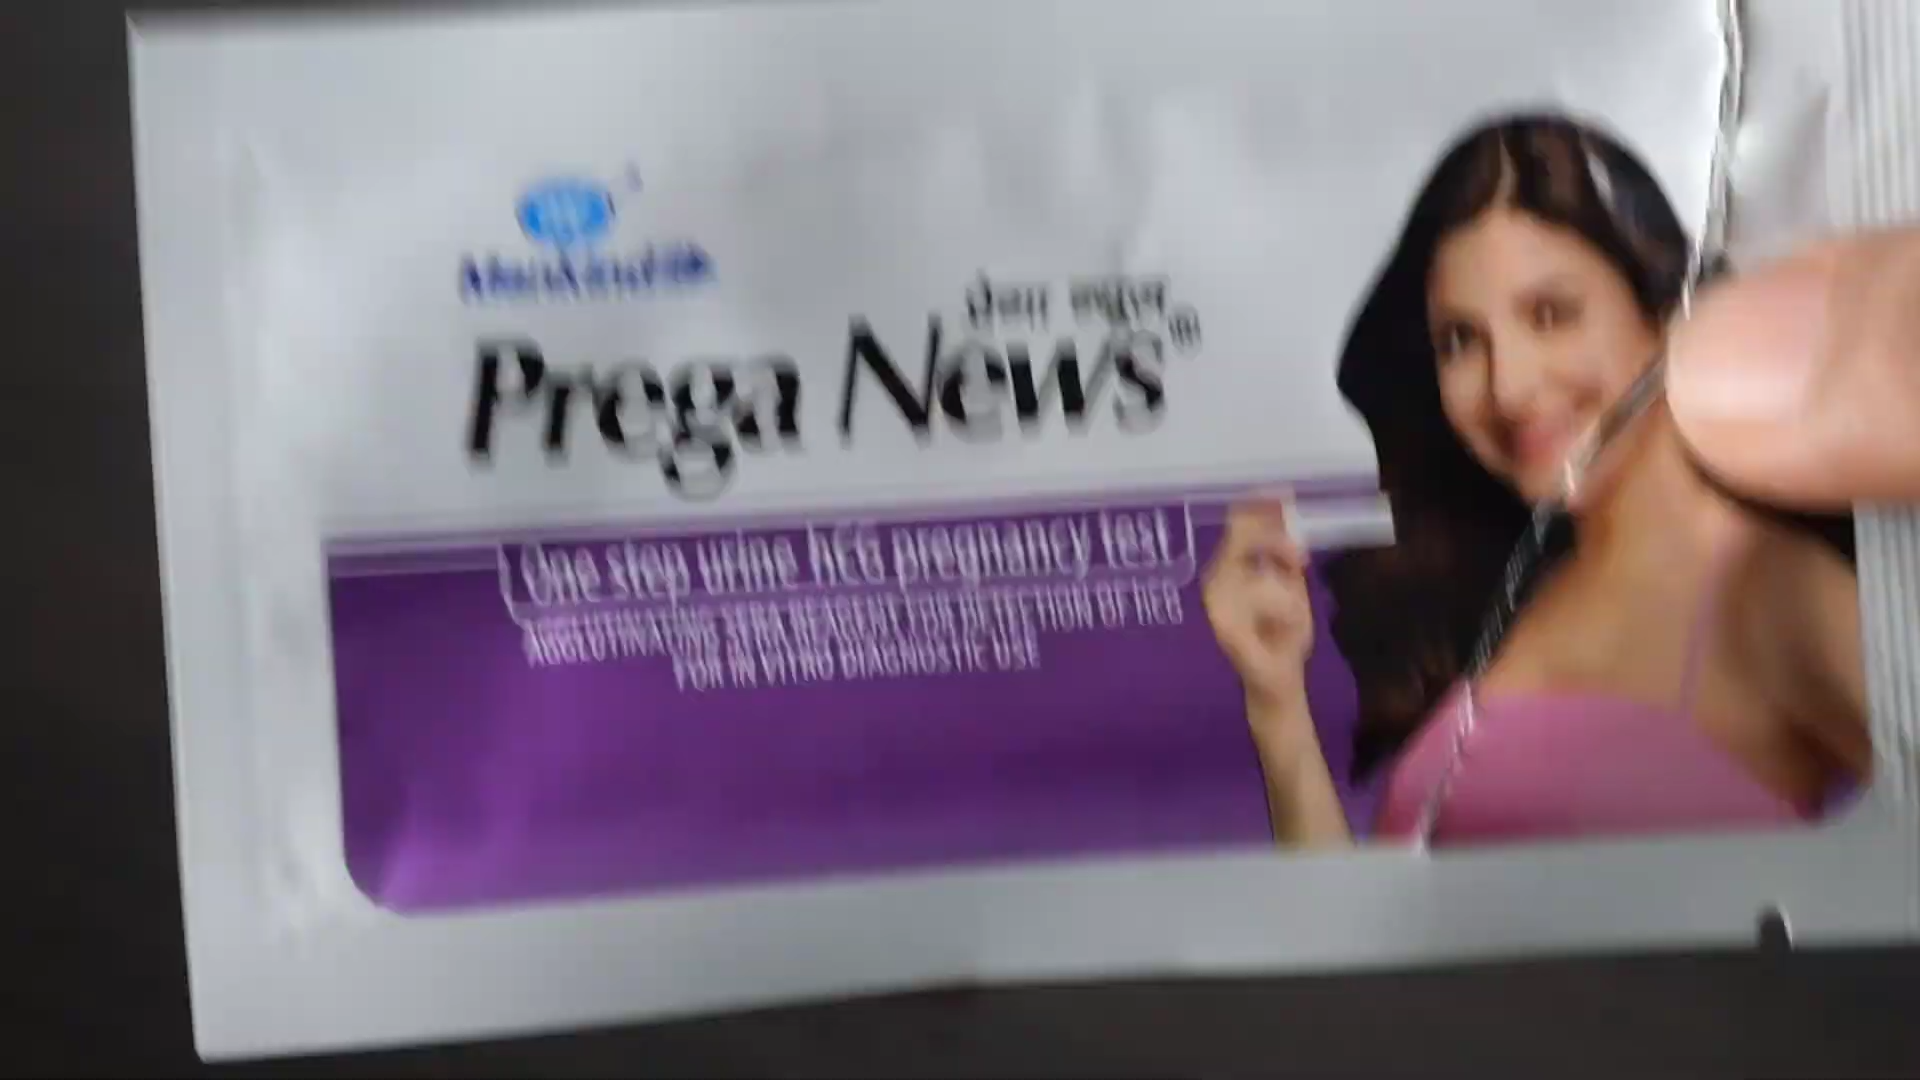 Mankind
प्रेगा न्यूज़
Prega News®
One step urine hCG pregnancy test
AGGLUTINATING SERA REAGENT FOR DETECTION OF hCG
FOR IN VITRO DIAGNOSTIC USE